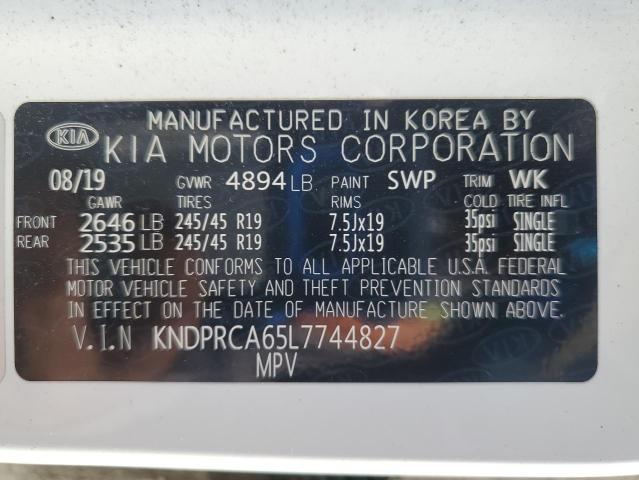 MANUFACTURED IN KOREA BY
KIA KIA MOTORS CORPORATION
08/19 GVWR 4894 LB PAINT SWP TRIM WK
GAWR TIRES RIMS COLD TIRE INFL
FRONT 2646 LB 245/45 R19 7.5Jx19 35psi SINGLE
REAR 2535 LB 245/45 R19 7.5Jx19 35psi SINGLE
THIS VEHICLE CONFORMS TO ALL APPLICABLE U.S.A. FEDERAL
MOTOR VEHICLE SAFETY AND THEFT PREVENTION STANDARDS
IN EFFECT ON THE DATE OF MANUFACTURE SHOWN ABOVE.
V.I.N KNDPRCA65L7744827
MPV